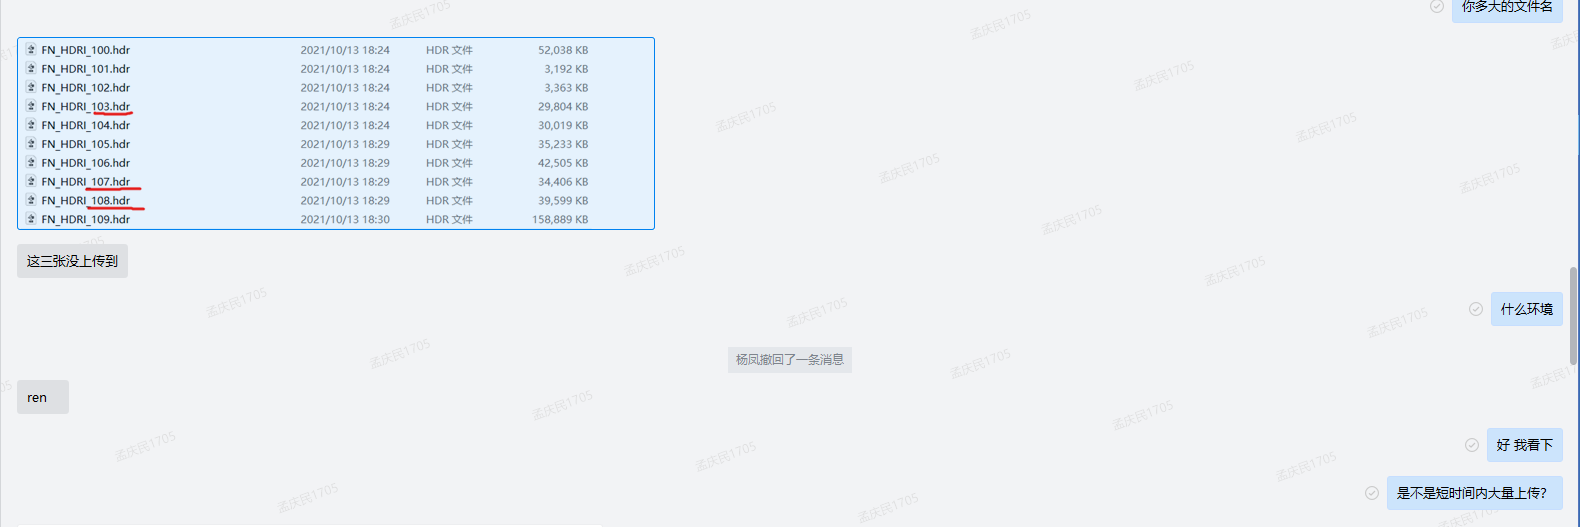 你多大的文件名
FN_HDRI_100.hdr 2021/10/13 18:24 HDR 文件 52,038 KB
FN_HDRI_101.hdr 2021/10/13 18:24 HDR 文件 3,192 KB
FN_HDRI_102.hdr 2021/10/13 18:24 HDR 文件 3,363 KB
FN_HDRI_103.hdr 2021/10/13 18:24 HDR 文件 29,804 KB
FN_HDRI_104.hdr 2021/10/13 18:24 HDR 文件 30,019 KB
FN_HDRI_105.hdr 2021/10/13 18:29 HDR 文件 35,233 KB
FN_HDRI_106.hdr 2021/10/13 18:29 HDR 文件 42,505 KB
FN_HDRI_107.hdr 2021/10/13 18:29 HDR 文件 34,406 KB
FN_HDRI_108.hdr 2021/10/13 18:29 HDR 文件 39,599 KB
FN_HDRI_109.hdr 2021/10/13 18:30 HDR 文件 158,889 KB
这三张没上传到
什么环境
杨凤撤回了一条消息
ren
好 我看下
是不是短时间内大量上传?
孟庆民1705